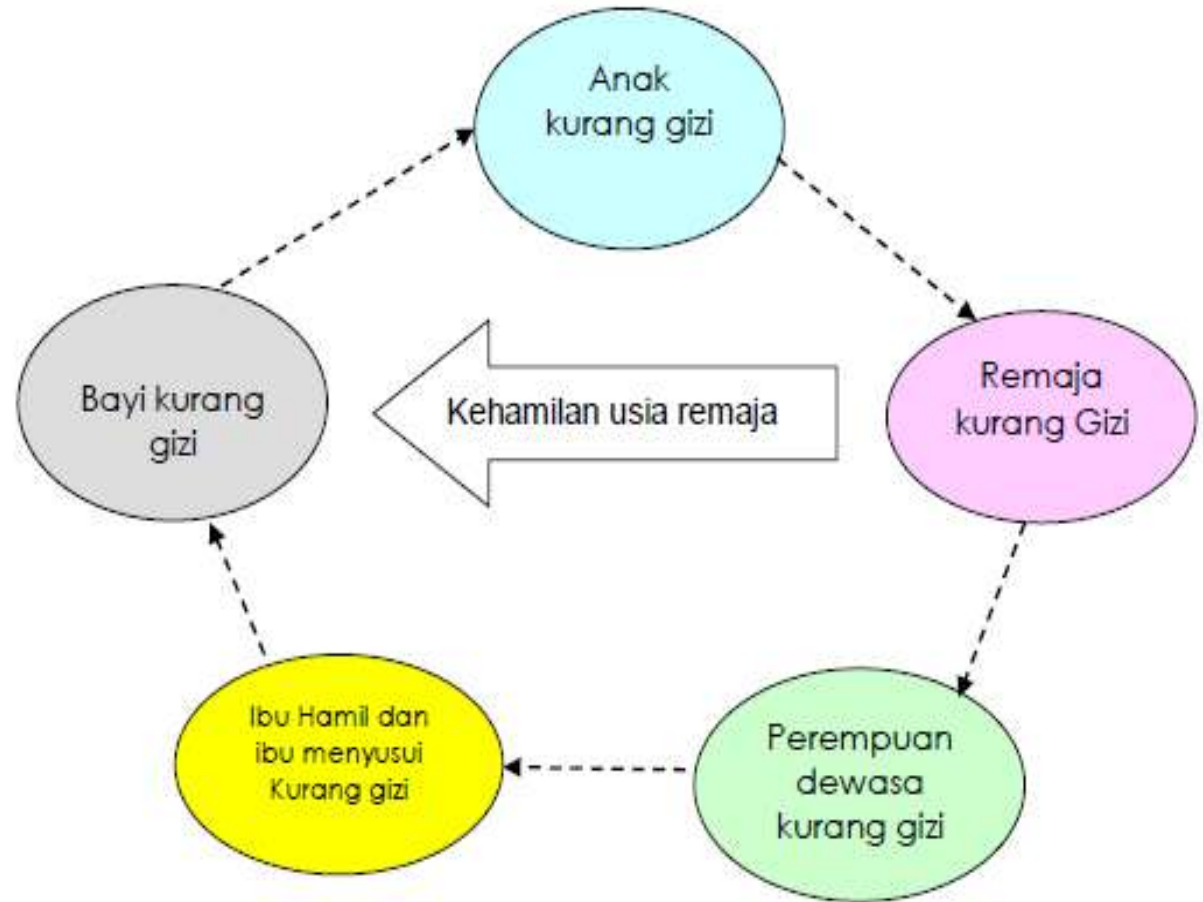 Anak
kurang gizi
Remaja
kurang Gizi
Kehamilan usia remaja
Bayi kurang
gizi
Ibu Hamil dan
ibu menyusui
Kurang gizi
Perempuan
dewasa
kurang gizi